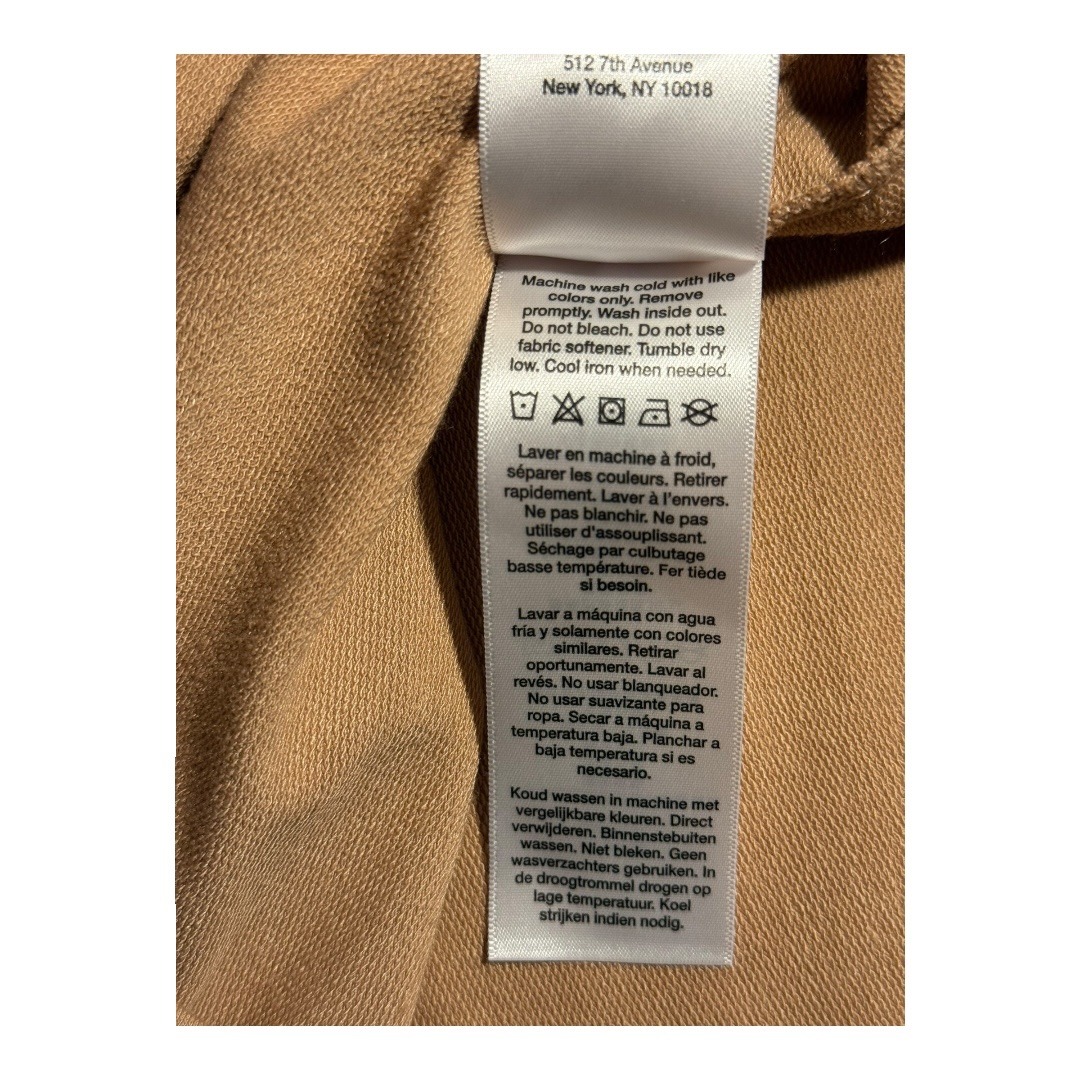 512 7th Avenue
New York, NY 10018
Machine wash cold with like
colors only. Remove
promptly. Wash inside out.
Do not bleach. Do not use
fabric softener. Tumble dry
low. Cool iron when needed.
Laver en machine à froid,
séparer les couleurs. Retirer
rapidement. Laver à l'envers.
Ne pas blanchir. Ne pas
utiliser d'assouplissant.
Séchage par culbutage
basse température. Fer tiède
si besoin.
Lavar a máquina con agua
fría y solamente con colores
similares. Retirar
oportunamente. Lavar al
revés. No usar blanqueador.
No usar suavizante para
ropa. Secar a máquina a
temperatura baja. Planchar a
baja temperatura si es
necesario.
Koud wassen in machine met
vergelijkbare kleuren. Direct
verwijderen. Binnenstebuiten
wassen. Niet bleken. Geen
wasverzachters gebruiken. In
de droogtrommel drogen op
lage temperatuur. Koel
strijken indien nodig.